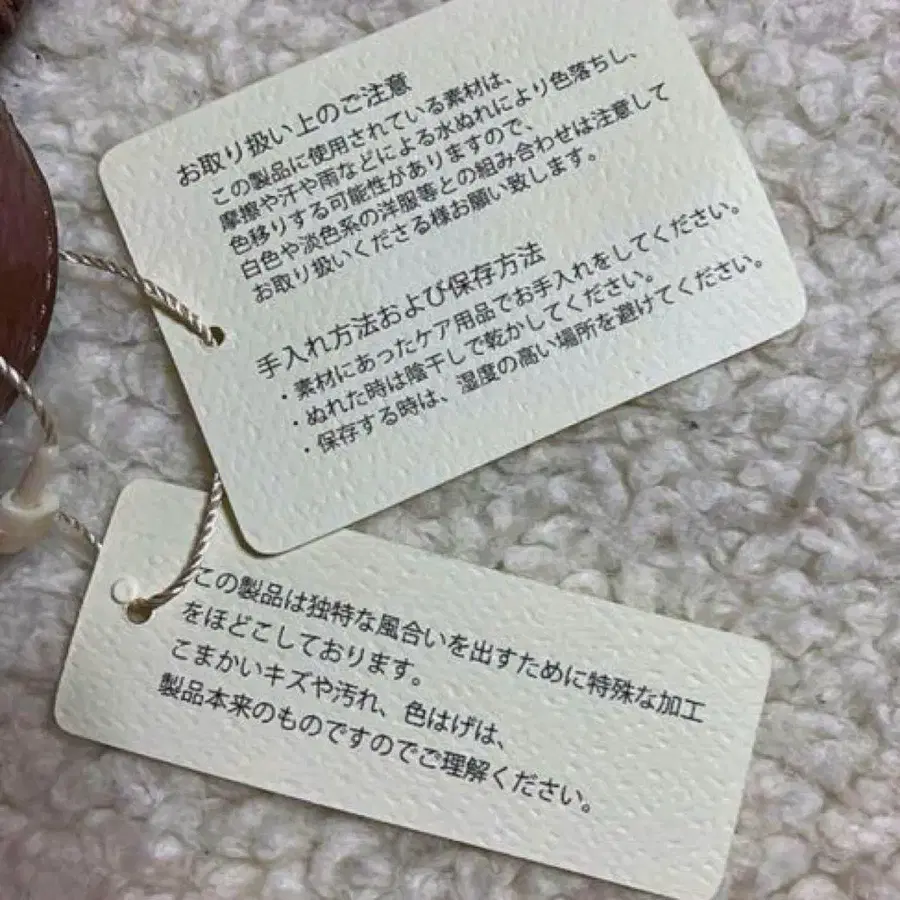 お取り扱い上のご注意
この製品に使用されている素材は、
摩擦や汗や雨などによる水ぬれにより色落ちし、
色移りする可能性がありますので、
白色や淡色系の洋服等との組み合わせは注意して
お取り扱いくださる様お願い致します。
手入れ方法および保存方法
・素材にあったケア用品でお手入れをしてください。
・ぬれた時は陰干しで乾かしてください。
・保存する時は、湿度の高い場所を避けてください。
この製品は独特な風合いを出すために特殊な加工
をほどこしております。
こまかいキズや汚れ、色はげは、
製品本来のものですのでご理解ください。